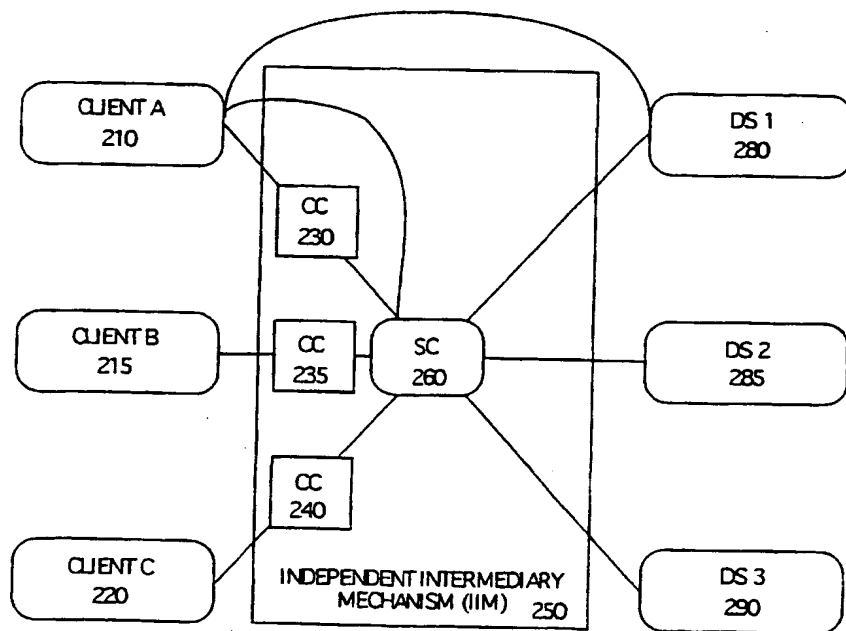 CLIENT A
210
DS 1
280
CC
230
CLIENT B
215
CC
235
SC
260
DS 2
285
CC
240
CLIENT C
220
INDEPENDENT INTERMEDIARY
MECHANISM (IIM) 250
DS 3
290